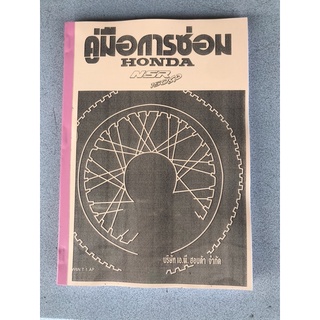 คู่มือการซ่อม
HONDA
NSR
บริษัท เอ.พี. ฮอนด้า จำกัด